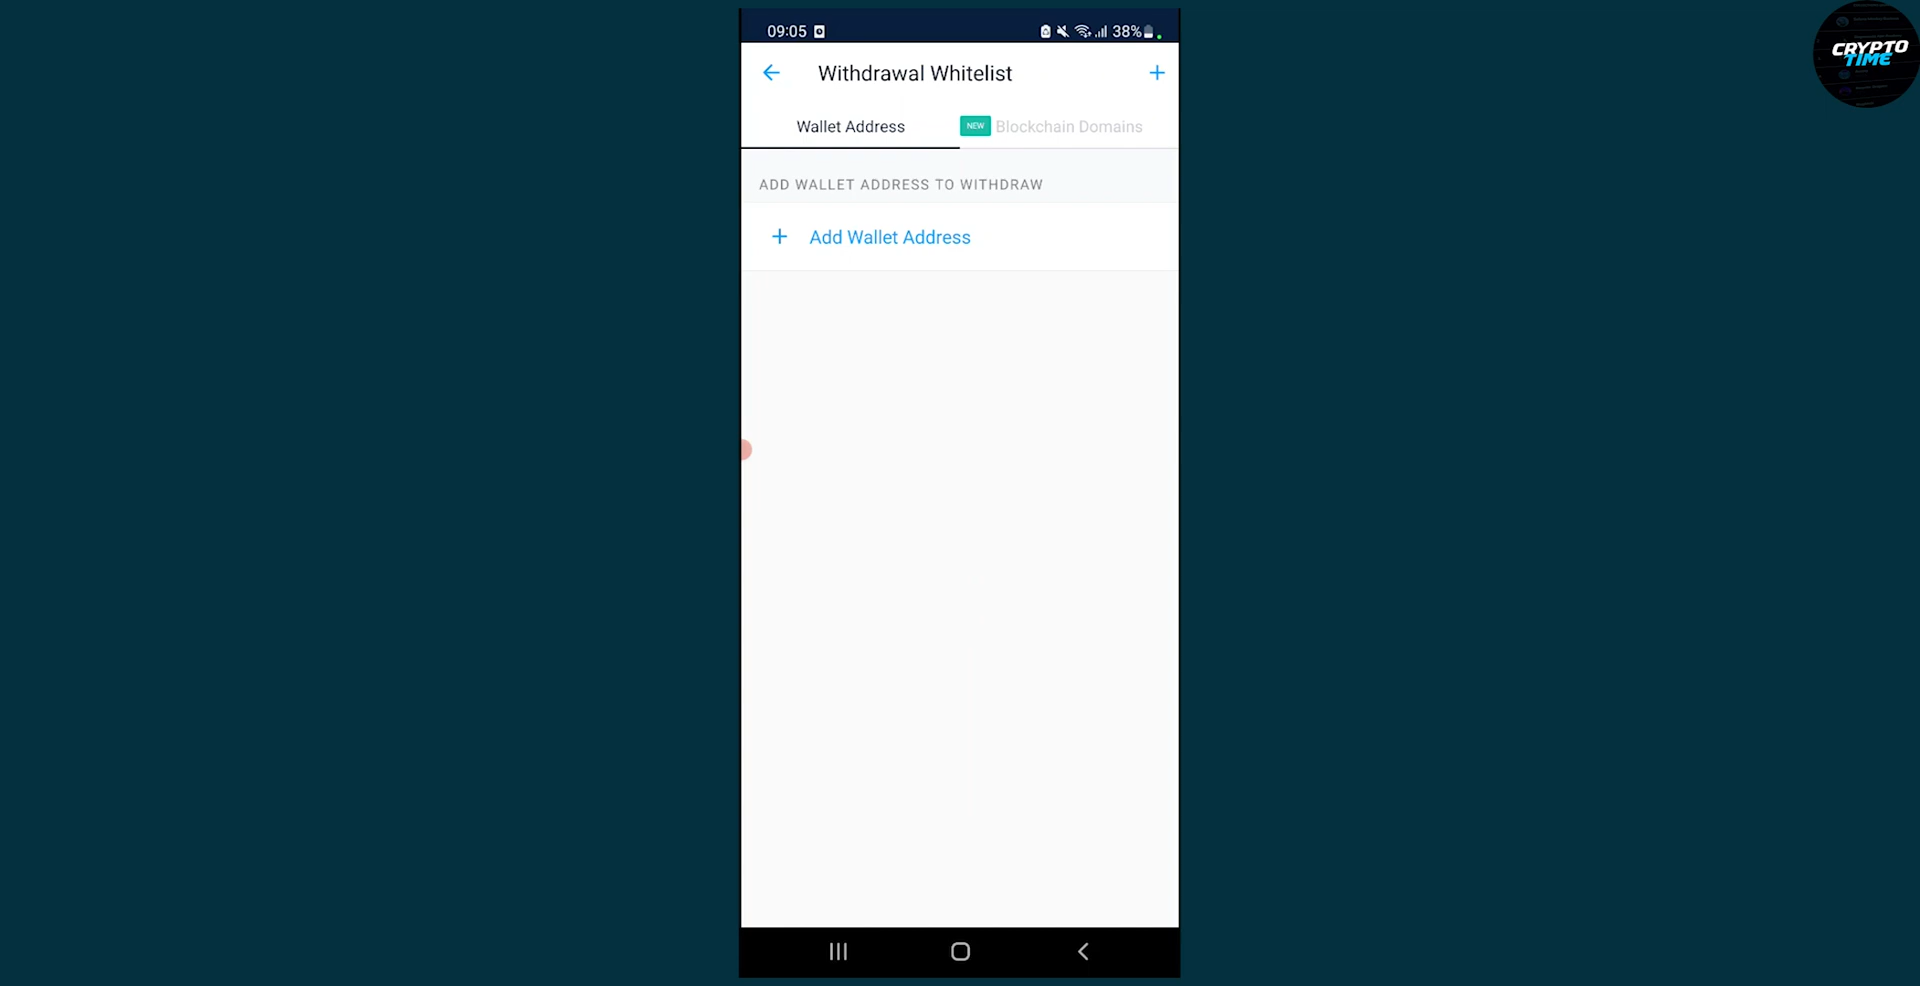 09:05
38%
Withdrawal Whitelist
Wallet Address
NEW Blockchain Domains
ADD WALLET ADDRESS TO WITHDRAW
Add Wallet Address
CRYPTO
TIME